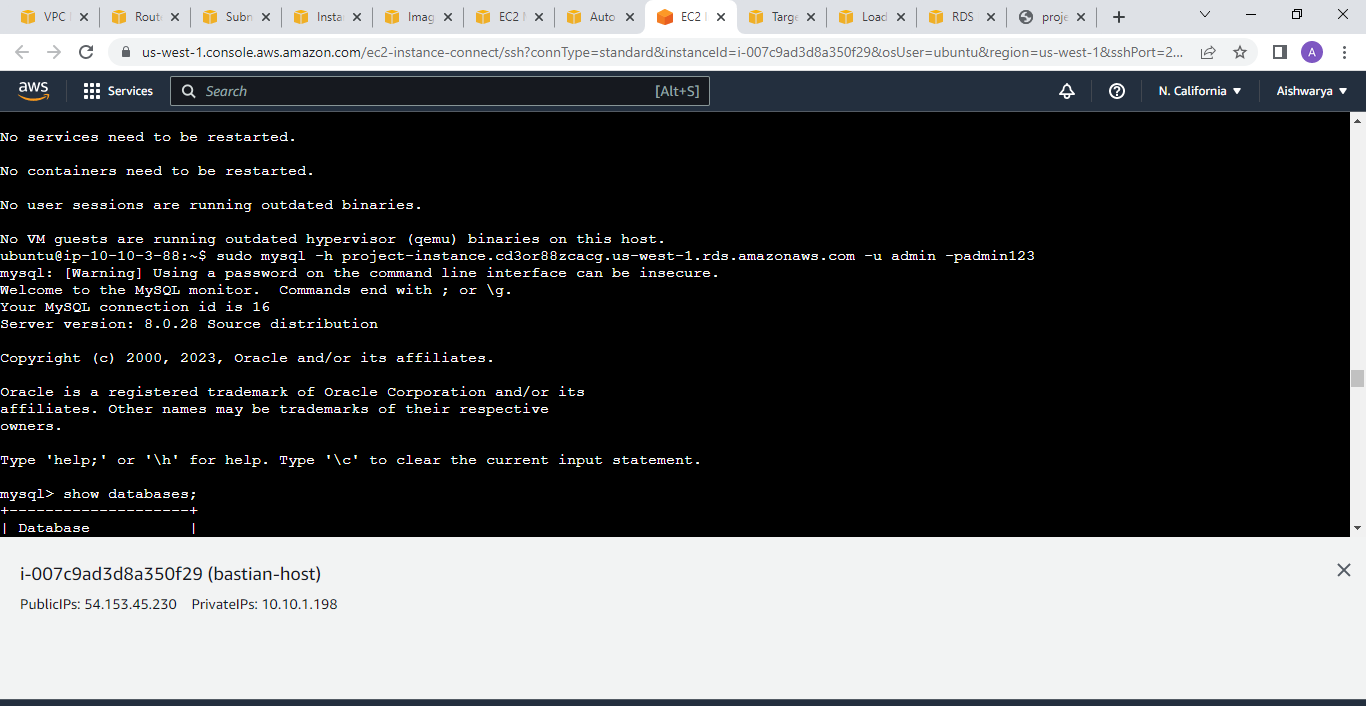 VPC Rout Subn Insta Imag EC2 Auto EC2 Targe Load RDS proje
us-west-1.console.aws.amazon.com/ec2-instance-connect/ssh?connType=standard&instanceId=i-007c9ad3d8a350f29&osUser=ubuntu&region=us-west-1&sshPort=2... A
aws Services Search [Alt+S] N. California Aishwarya
No services need to be restarted.
No containers need to be restarted.
No user sessions are running outdated binaries.
No VM guests are running outdated hypervisor (qemu) binaries on this host.
ubuntu@ip-10-10-3-88:~$ sudo mysql -h project-instance.cd3or88zcacg.us-west-1.rds.amazonaws.com -u admin -padmin123
mysql: [Warning] Using a password on the command line interface can be insecure.
Welcome to the MySQL monitor.  Commands end with ; or \g.
Your MySQL connection id is 16
Server version: 8.0.28 Source distribution
Copyright (c) 2000, 2023, Oracle and/or its affiliates.
Oracle is a registered trademark of Oracle Corporation and/or its
affiliates. Other names may be trademarks of their respective
owners.
Type 'help;' or '\h' for help. Type '\c' to clear the current input statement.
mysql> show databases;
+--------------------+
| Database           |
i-007c9ad3d8a350f29 (bastian-host)
PublicIPs: 54.153.45.230 PrivateIPs: 10.10.1.198